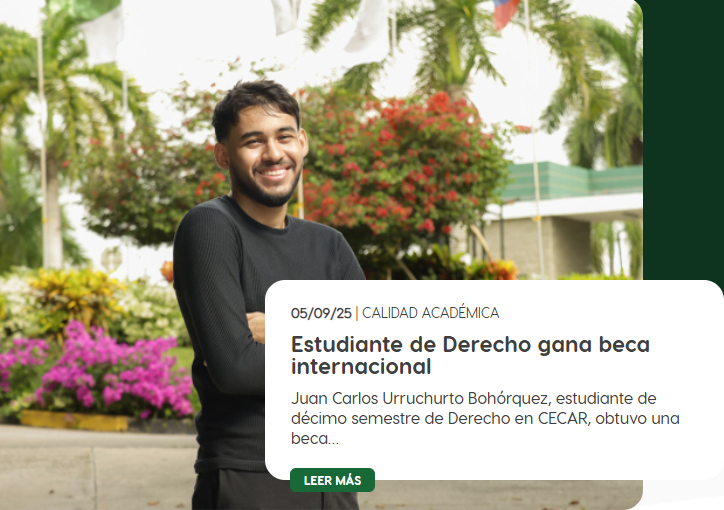 05/09/25 | CALIDAD ACADÉMICA
Estudiante de Derecho gana beca
internacional
Juan Carlos Urruchurto Bohórquez, estudiante de
décimo semestre de Derecho en CECAR, obtuvo una
beca...
LEER MÁS